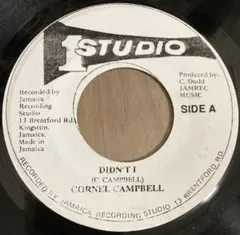 1 STUDIO
Recorded by
Jamaica
Recording
Studio
13 Brentford Rd,
Kingston,
Jamaica.
Made in
Jamaica
Produced by:
C. Dodd
JAMREC
MUSIC
SIDE A
DIDN'T I
(C. CAMPBELL)
CORNEL CAMPBELL
RECORDED BY JAMAICA RECORDING STUDIO 13 BRENTFORD RD.